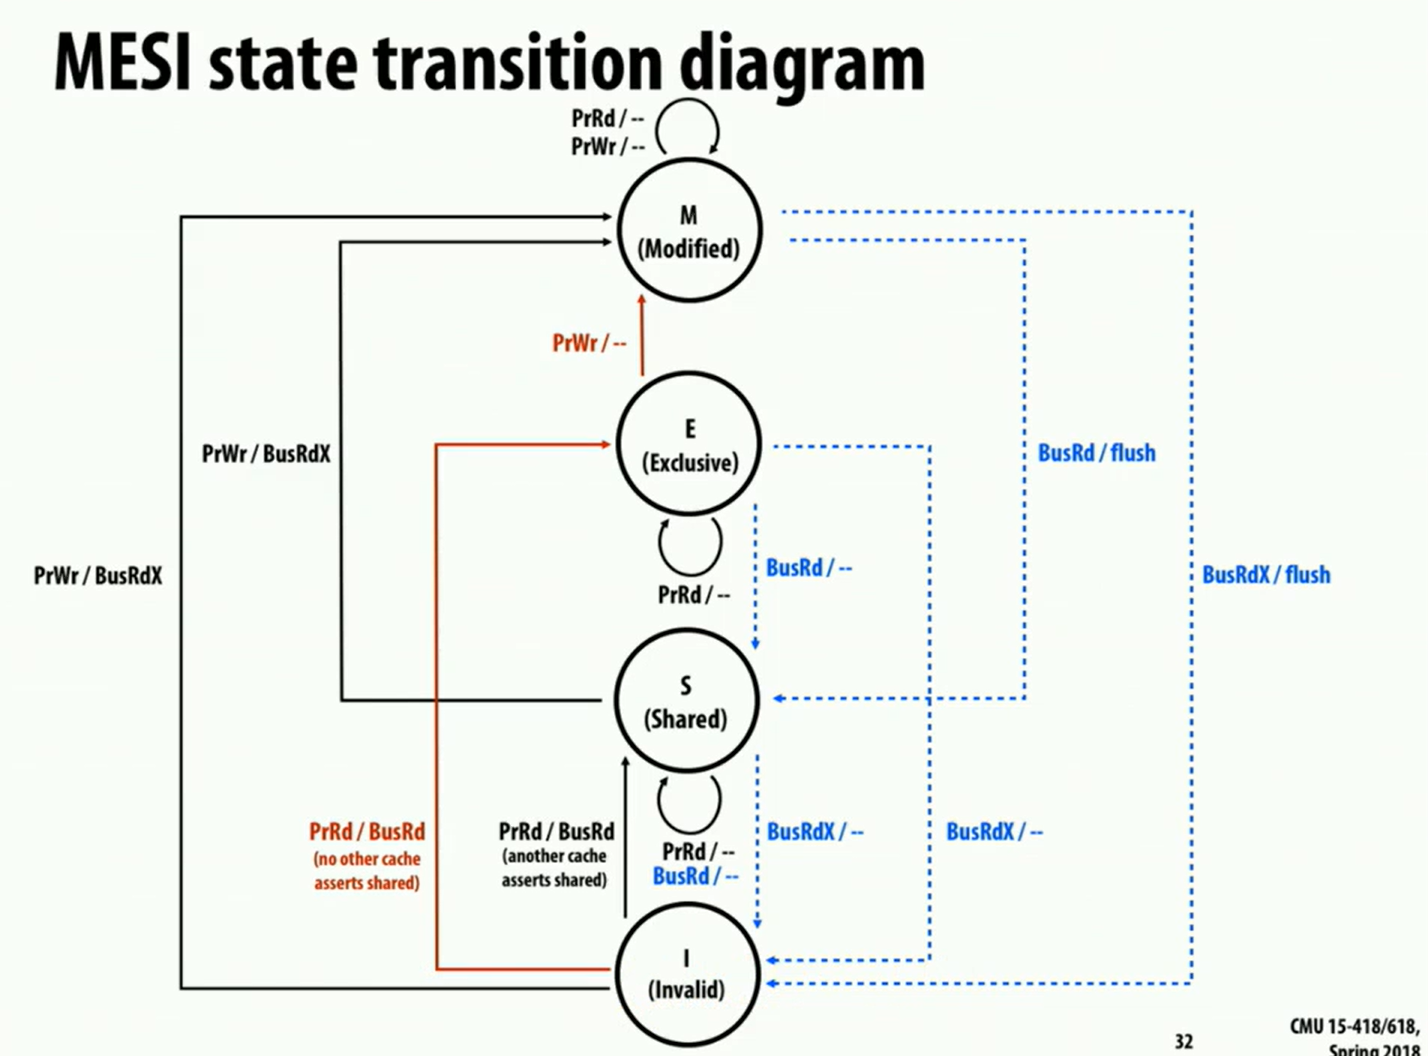 MESI state transition diagram
PrRd / --
PrWr / --
M
(Modified)
PrWr / --
E
(Exclusive)
PrWr / BusRdX
BusRd / flush
PrWr / BusRdX
BusRd / --
BusRdX / flush
PrRd / --
S
(Shared)
PrRd / BusRd
(no other cache
asserts shared)
PrRd / BusRd
(another cache
asserts shared)
PrRd / --
BusRd / --
BusRdX / --
BusRdX / --
I
(Invalid)
32
CMU 15-418/618,
Spring 2018